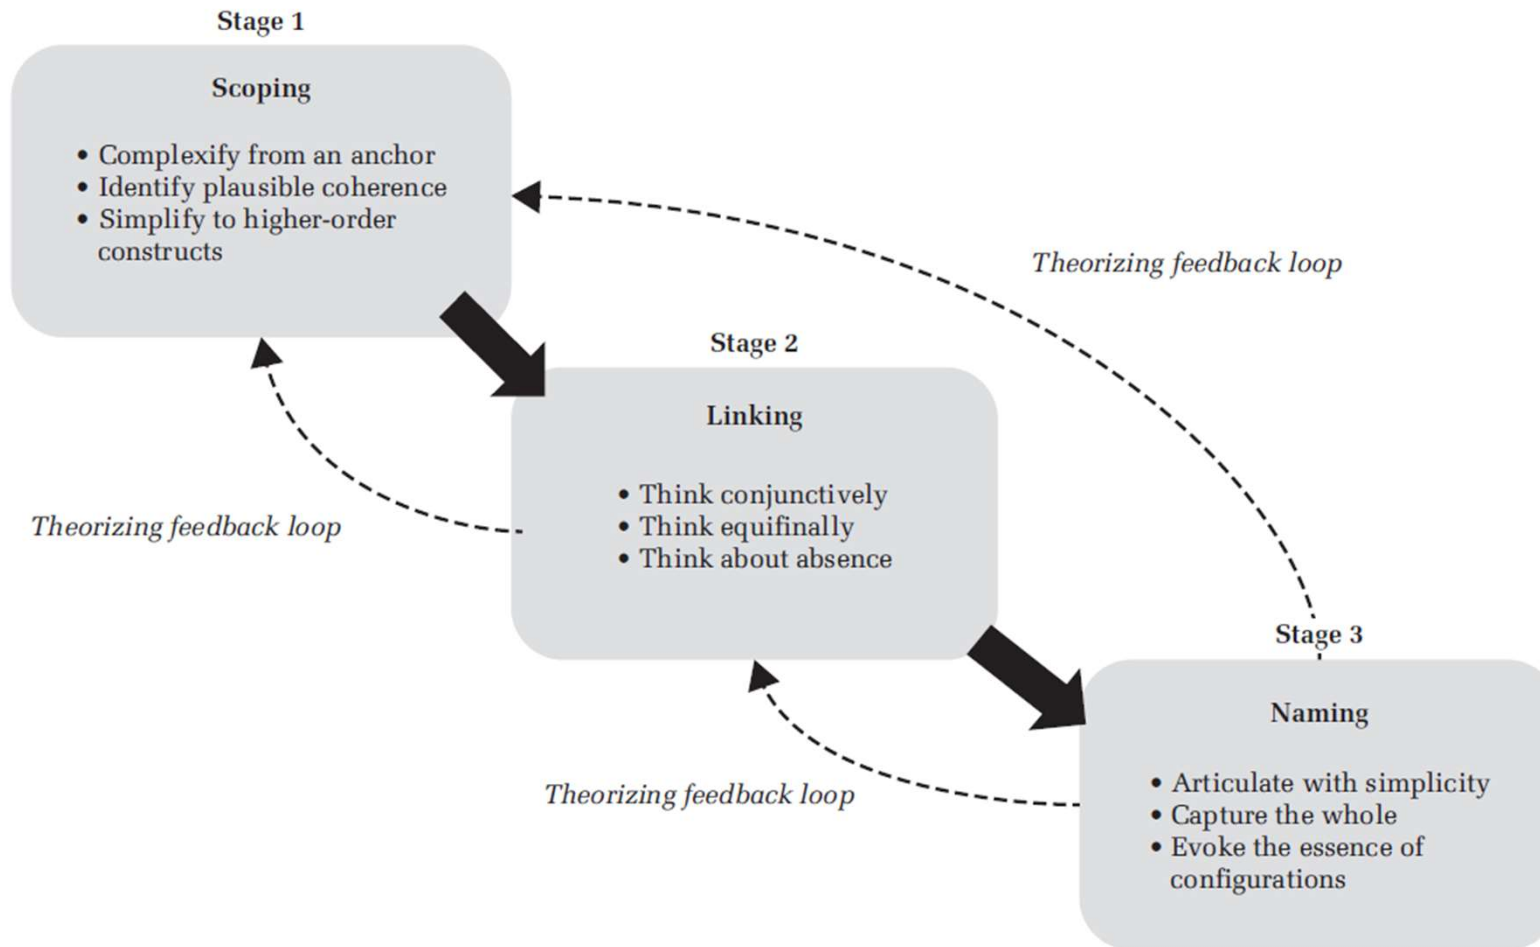 Stage 1
Scoping
• Complexify from an anchor
• Identify plausible coherence
• Simplify to higher-order
constructs
Theorizing feedback loop
Stage 2
Linking
• Think conjunctively
• Think equifinally
• Think about absence
Theorizing feedback loop
Stage 3
Naming
• Articulate with simplicity
• Capture the whole
• Evoke the essence of
configurations
Theorizing feedback loop